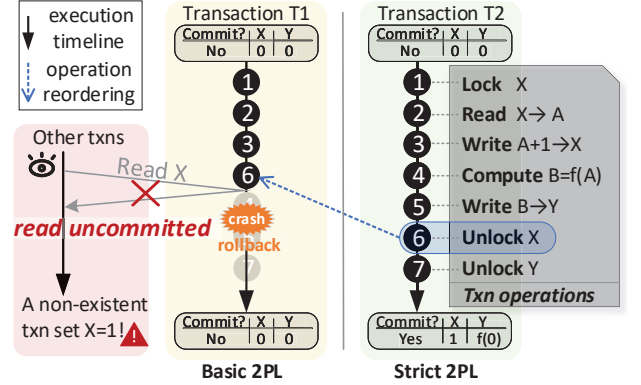 execution
timeline
operation
reordering
Transaction T1
Commit? X Y
No 0 0
1
2
3
6
4
7
crash
rollback
Commit? X Y
No 0 0
Basic 2PL
Other txns
Read X
read uncommitted
A non-existent
txn set X=1!
Transaction T2
Commit? X Y
No 0 0
1 Lock X
2 Read X→ A
3 Write A+1→X
4 Compute B=f(A)
5 Write B→Y
6 Unlock X
7 Unlock Y
Txn operations
Commit? X Y
Yes 1 f(0)
Strict 2PL